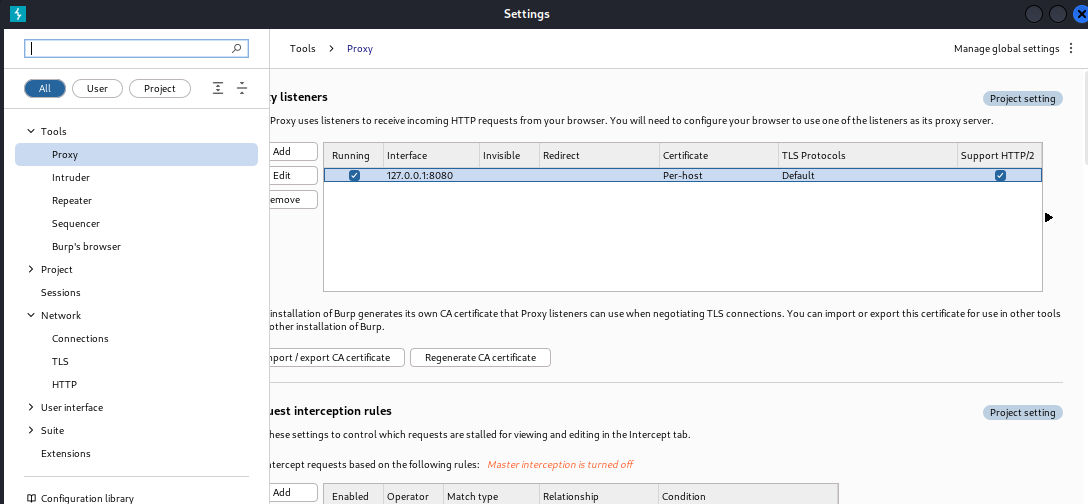 Settings
Tools > Proxy
Manage global settings
All
User
Project
Tools
Proxy
Intruder
Repeater
Sequencer
Burp's browser
Project
Sessions
Network
Connections
TLS
HTTP
User interface
Suite
Extensions
Configuration library
y listeners
Project setting
Proxy uses listeners to receive incoming HTTP requests from your browser. You will need to configure your browser to use one of the listeners as its proxy server.
Add
Edit
emove
Running Interface Invisible Redirect Certificate TLS Protocols Support HTTP/2
127.0.0.1:8080 Per-host Default
installation of Burp generates its own CA certificate that Proxy listeners can use when negotiating TLS connections. You can import or export this certificate for use in other tools
other installation of Burp.
mport / export CA certificate
Regenerate CA certificate
uest interception rules
Project setting
hese settings to control which requests are stalled for viewing and editing in the Intercept tab.
ntercept requests based on the following rules: Master interception is turned off
Add
Enabled Operator Match type Relationship Condition